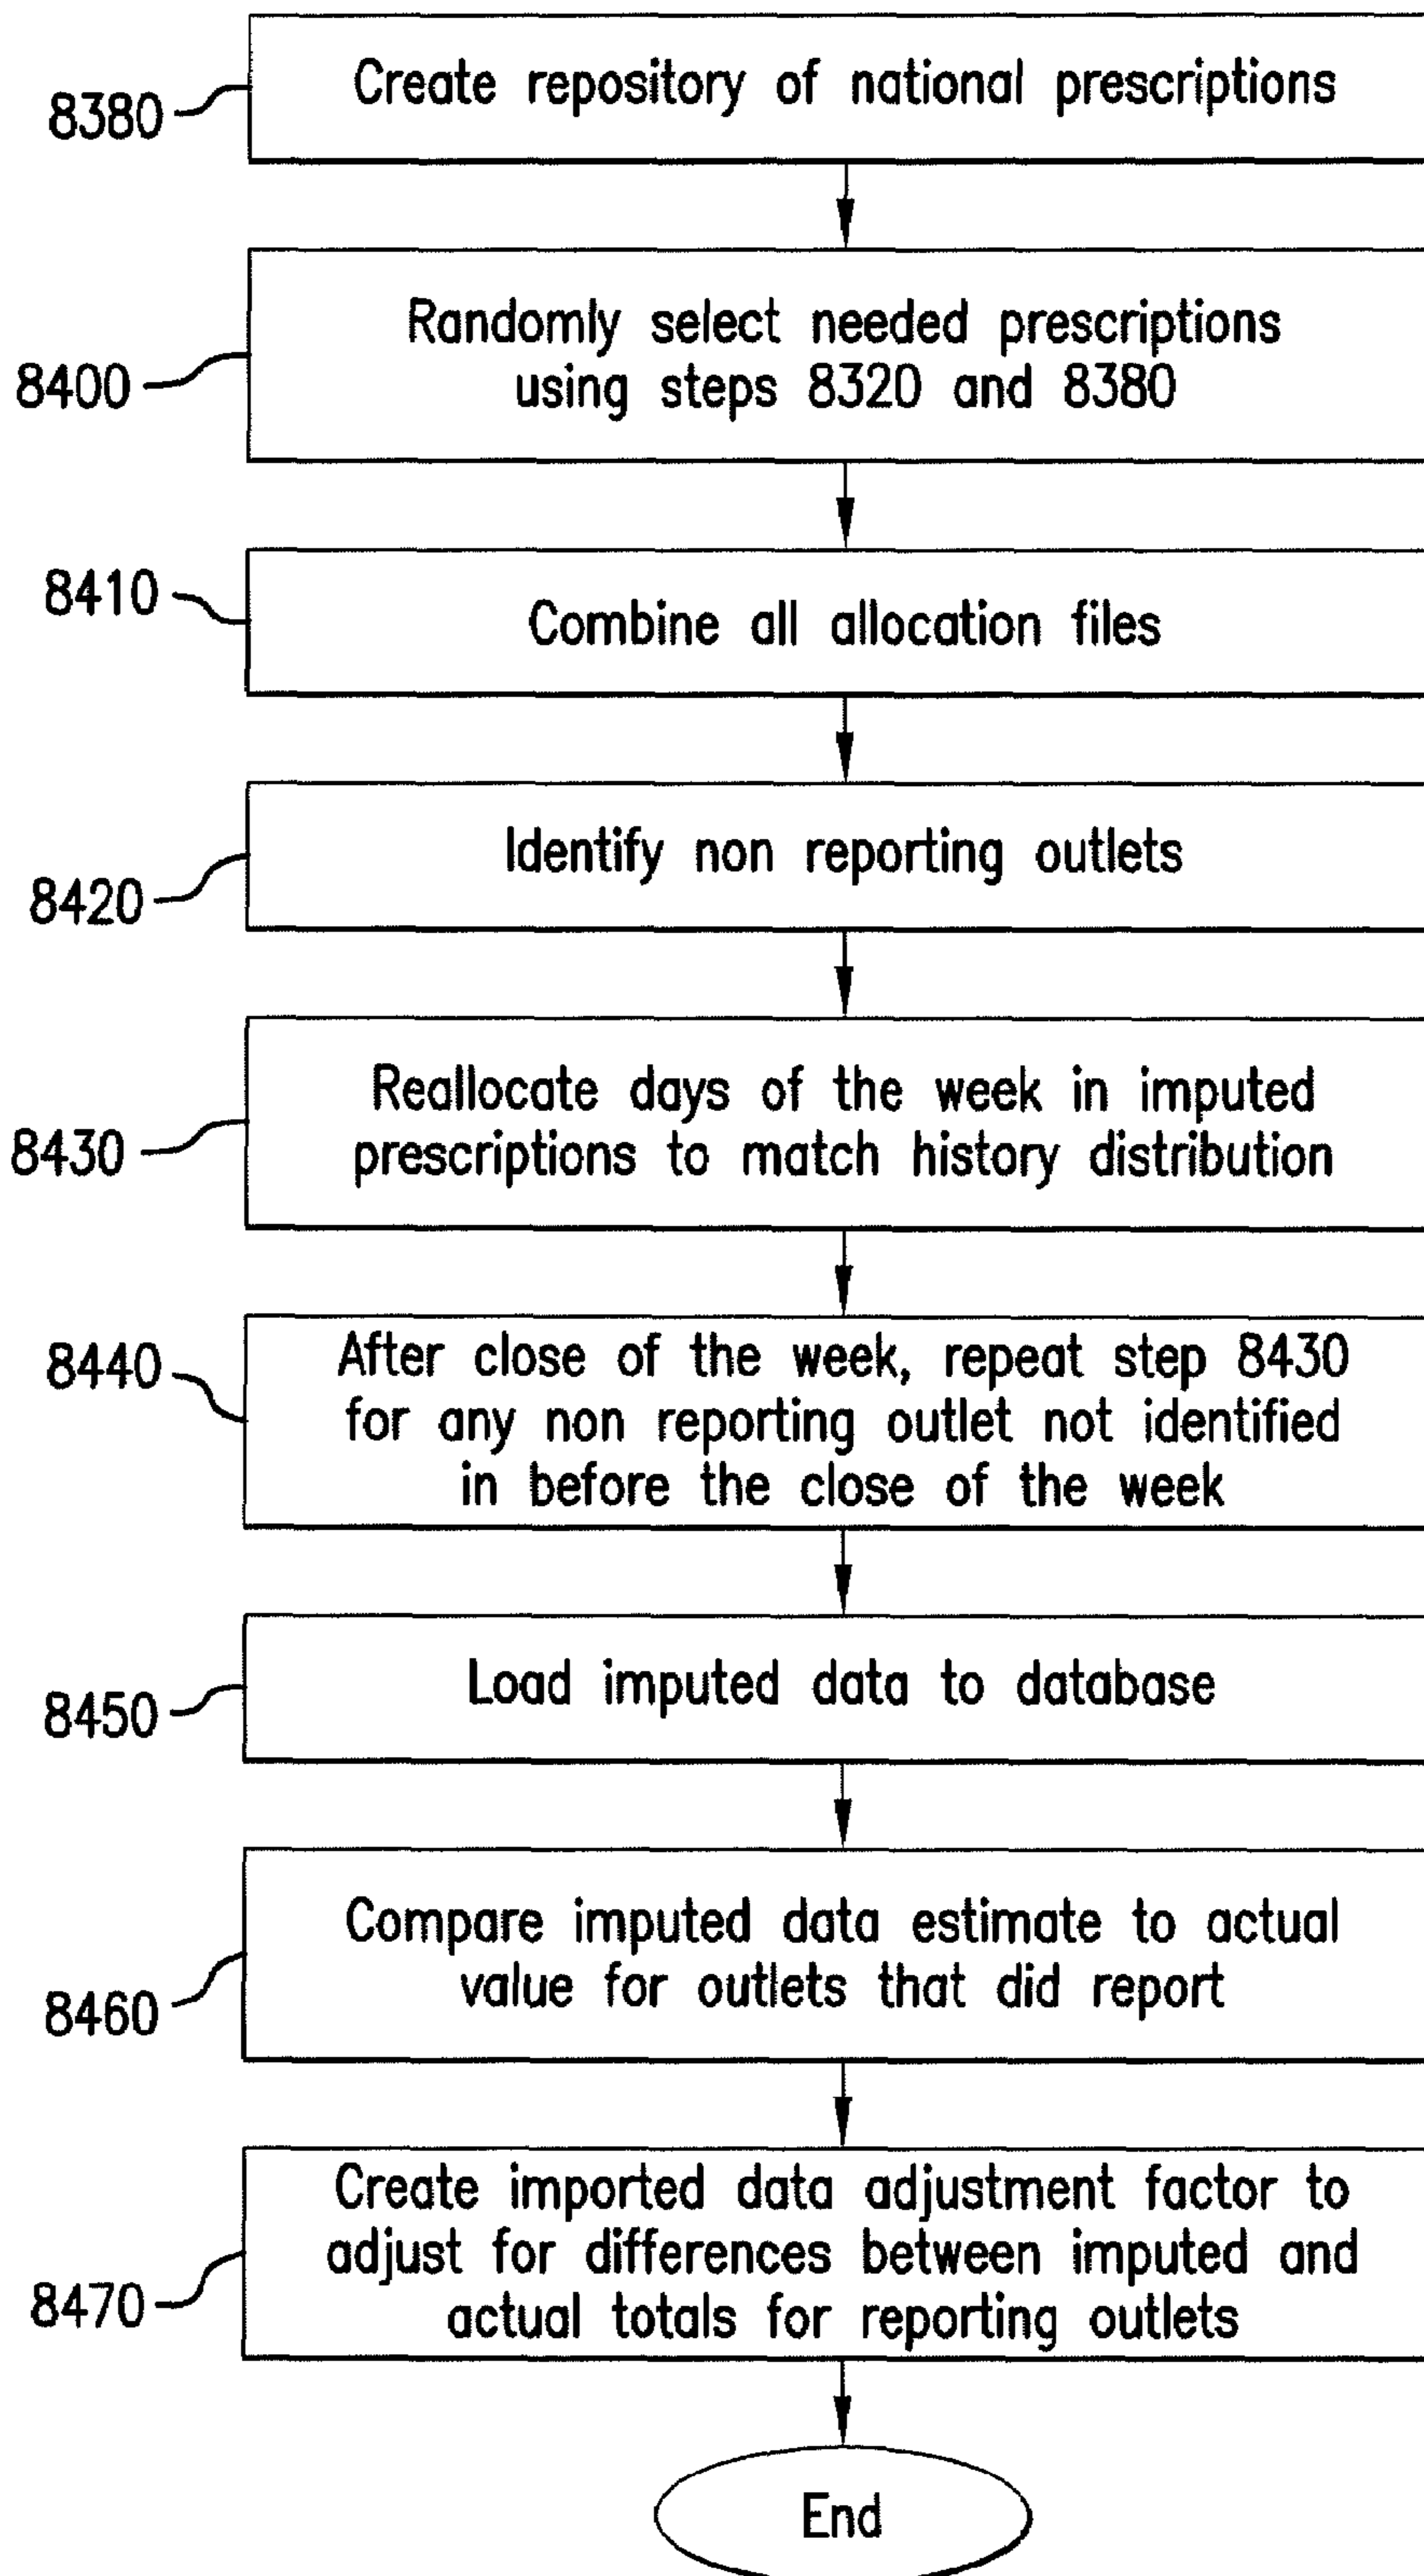 8380
Create repository of national prescriptions
8400
Randomly select needed prescriptions
using steps 8320 and 8380
8410
Combine all allocation files
8420
Identify non reporting outlets
8430
Reallocate days of the week in imputed
prescriptions to match history distribution
8440
After close of the week, repeat step 8430
for any non reporting outlet not identified
in before the close of the week
8450
Load imputed data to database
8460
Compare imputed data estimate to actual
value for outlets that did report
8470
Create imported data adjustment factor to
adjust for differences between imputed and
actual totals for reporting outlets
End